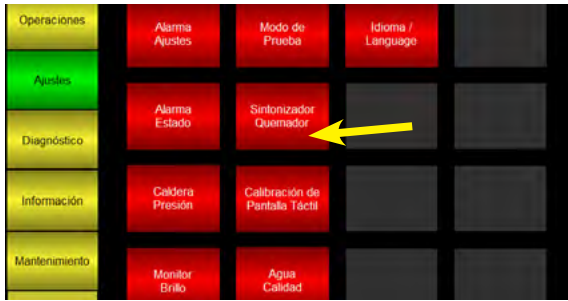 Operaciones
Ajustes
Diagnóstico
Información
Mantenimiento
Alarma
Ajustes
Modo de
Prueba
Idioma /
Language
Alarma
Estado
Sintonizador
Quemador
Caldera
Presión
Calibración de
Pantalla Táctil
Monitor
Brillo
Agua
Calidad